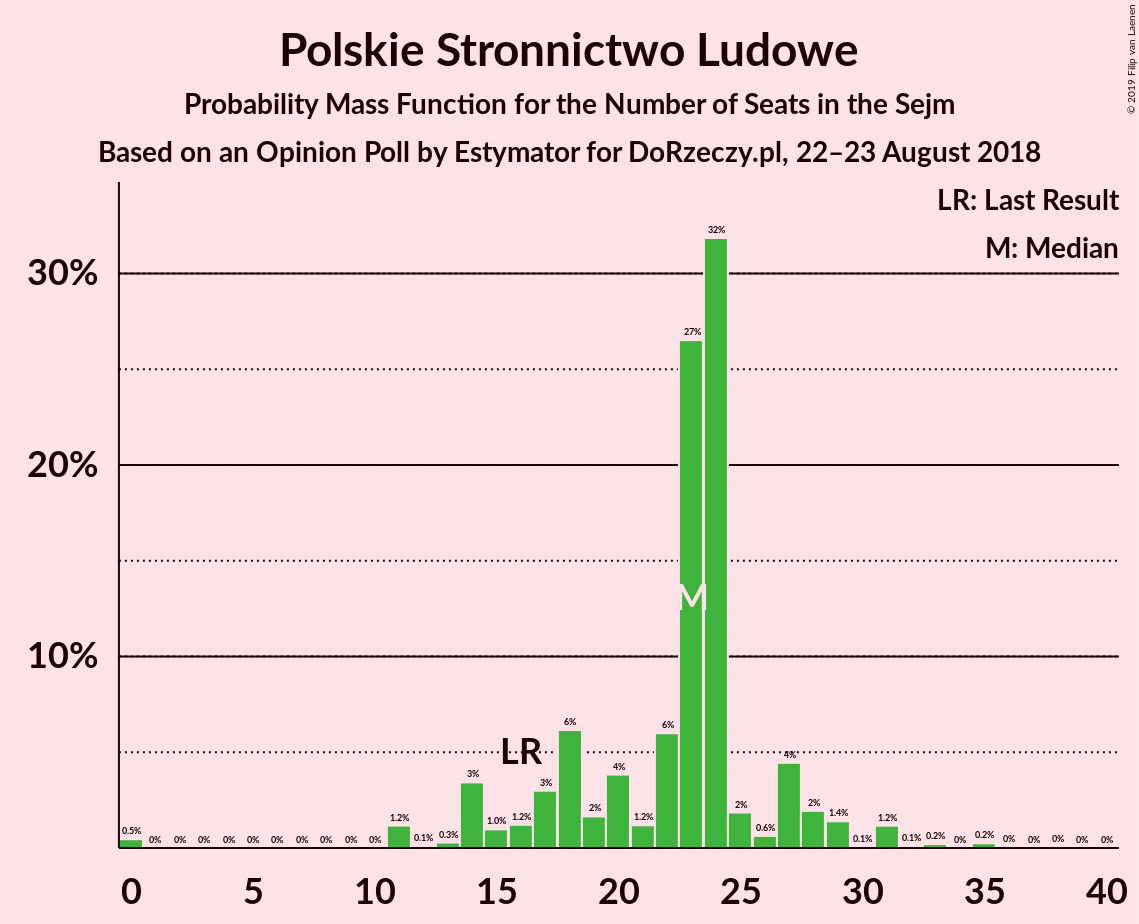 Polskie Stronnictwo Ludowe
Probability Mass Function for the Number of Seats in the Sejm
Based on an Opinion Poll by Estymator for DoRzeczy.pl, 22–23 August 2018
© 2019 Filip van Laenen
LR: Last Result
M: Median
30%
20%
10%
0.5% 0% 0% 0% 0% 0% 0% 0% 0% 0% 0% 1.2% 0.1% 0.3% 3% 1.0% 1.2% 3% 6% 2% 4% 1.2% 6% 27% 32% 2% 0.6% 4% 2% 1.4% 0.1% 1.2% 0.1% 0.2% 0% 0.2% 0% 0% 0% 0% 0%
LR
M
0 5 10 15 20 25 30 35 40